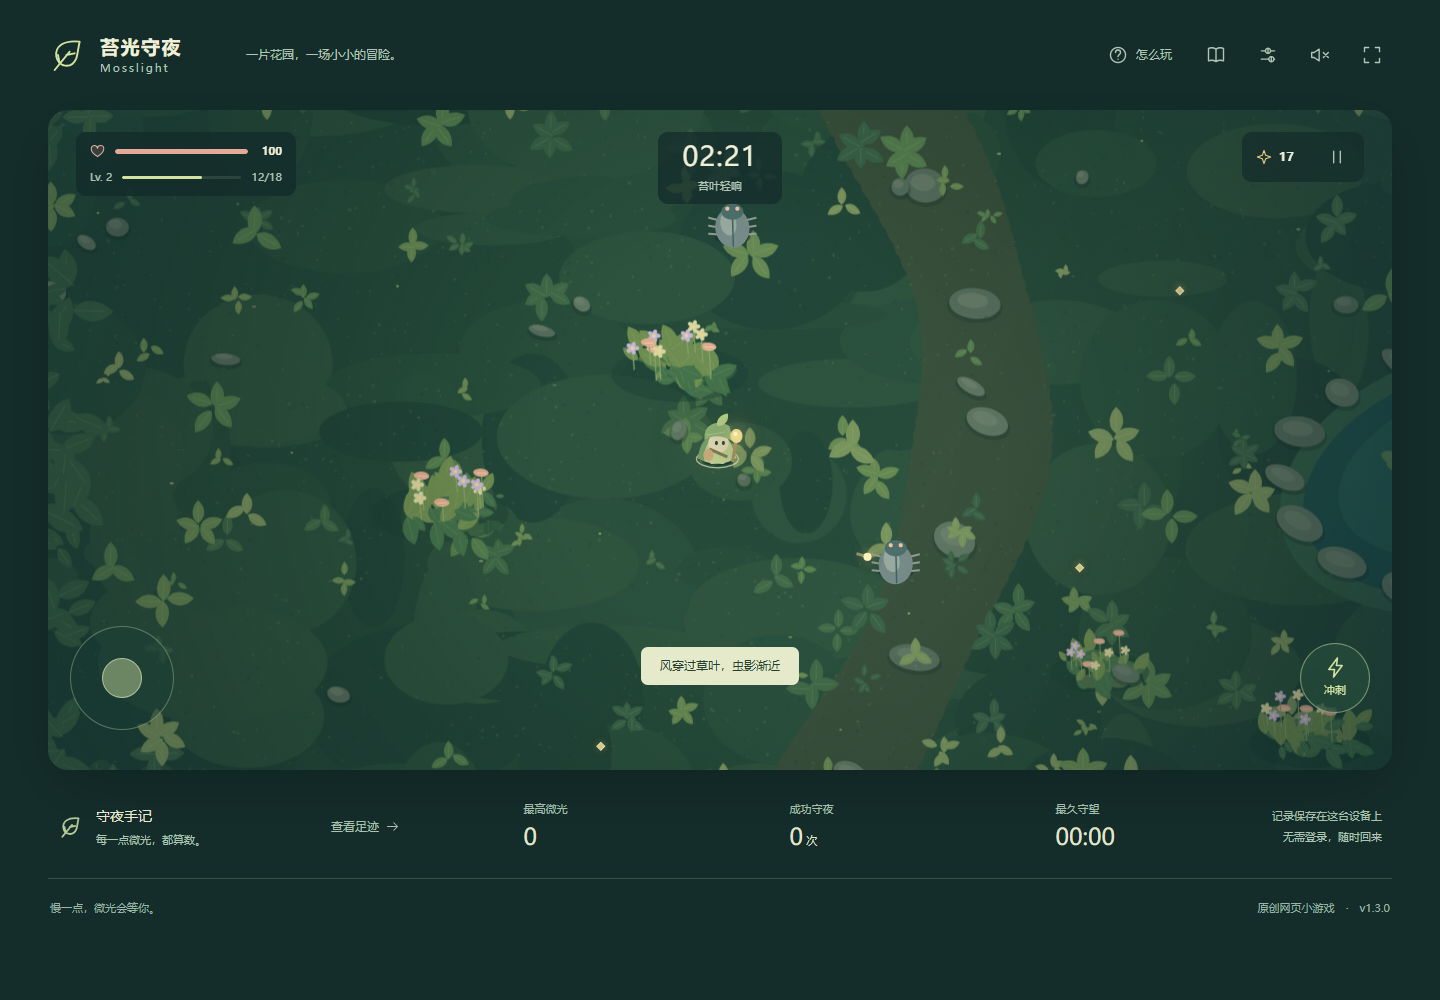 苔光守夜
Mosslight
一片花园，一场小小的冒险。
怎么玩
100
Lv. 2
12/18
02:21
苔叶轻响
17
风穿过草叶，虫影渐近
冲刺
守夜手记
每一点微光，都算数。
查看足迹
最高微光
0
成功守夜
0 次
最久守望
00:00
记录保存在这台设备上
无需登录，随时回来
慢一点，微光会等你。
原创网页小游戏 · v1.3.0